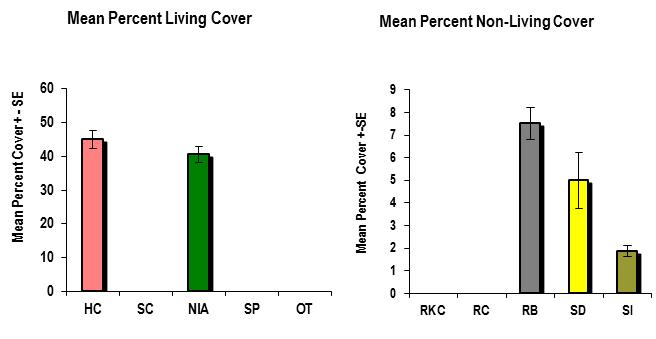 Mean Percent Living Cover
Mean Percent Cover + - SE
60
50
40
30
20
10
0
HC SC NIA SP OT
Mean Percent Non-Living Cover
Mean Percent Cover +-SE
9
8
7
6
5
4
3
2
1
0
RKC RC RB SD SI